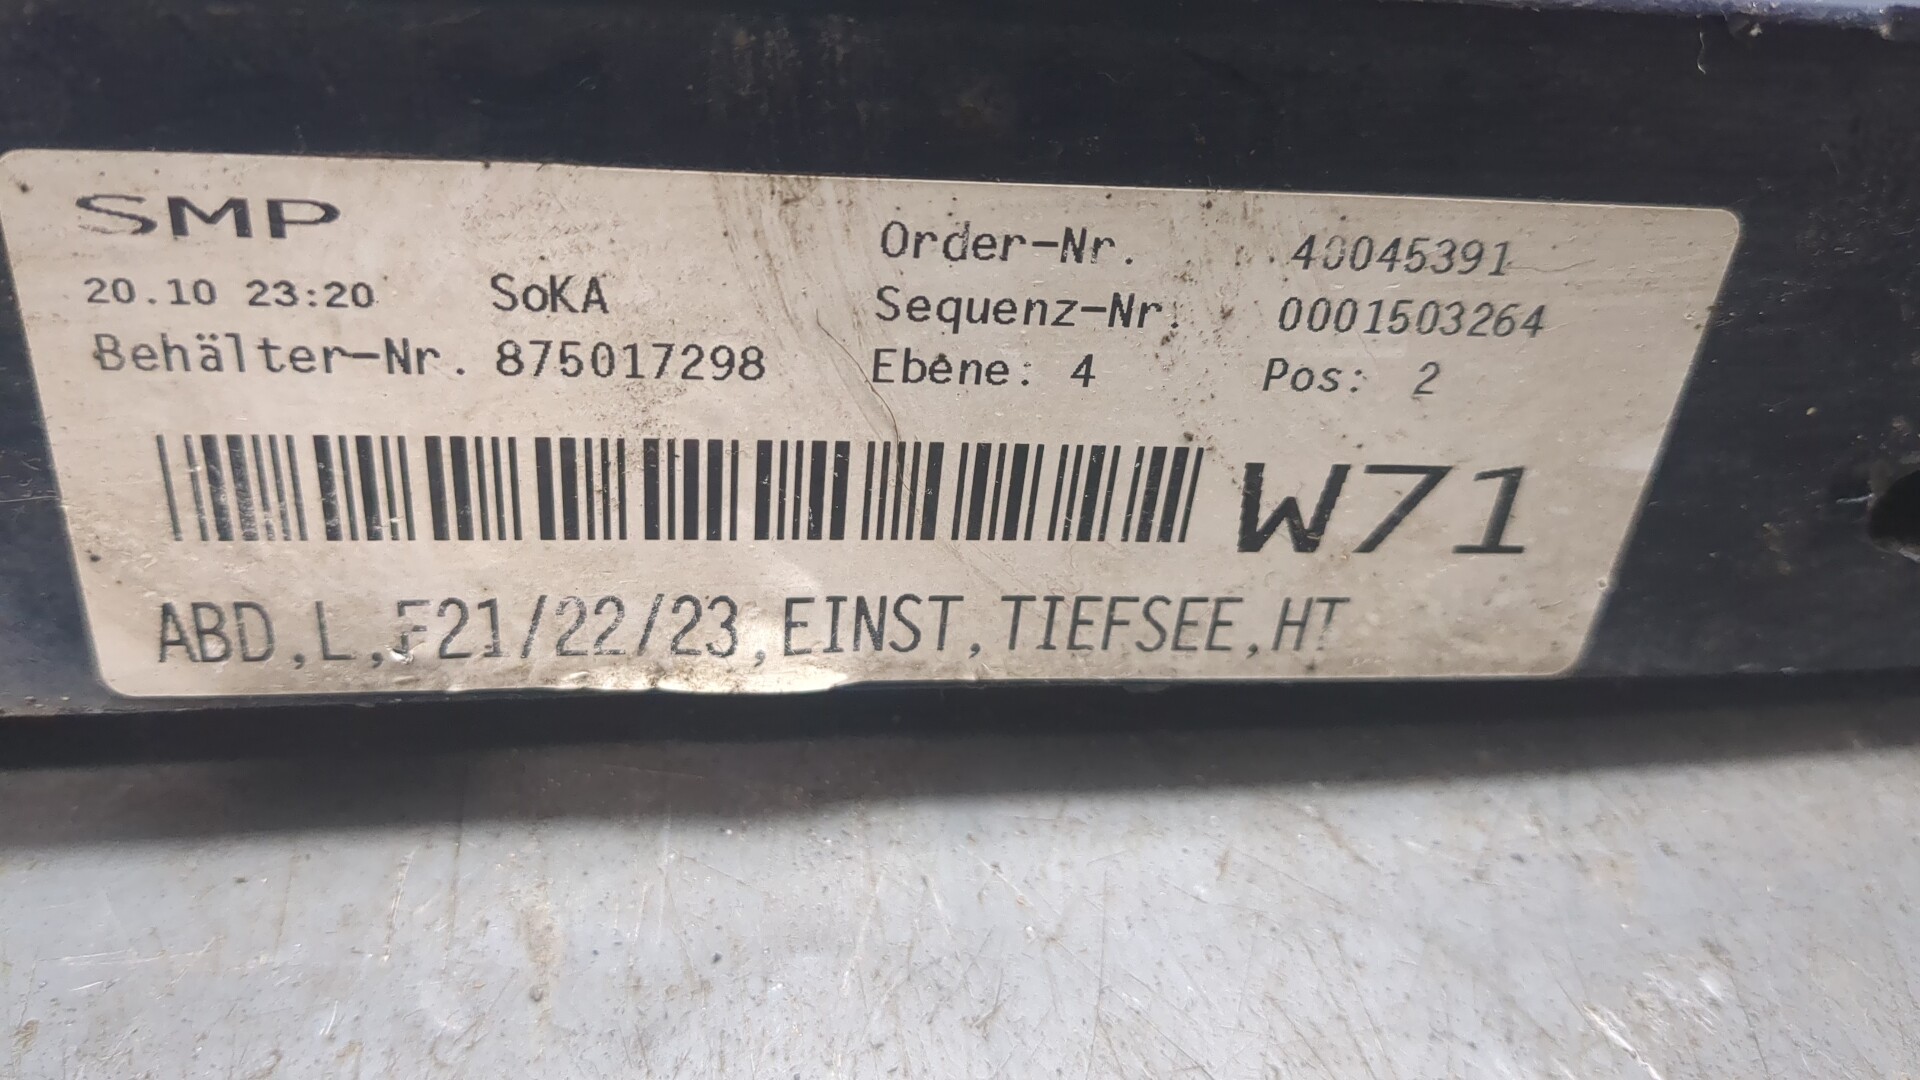 SMP
Order-Nr. 40045391
20.10 23:20 SoKA
Sequenz-Nr. 0001503264
Behälter-Nr. 875017298
Ebene: 4 Pos: 2
W71
ABD,L,F21/22/23,EINST,TIEFSEE,HT